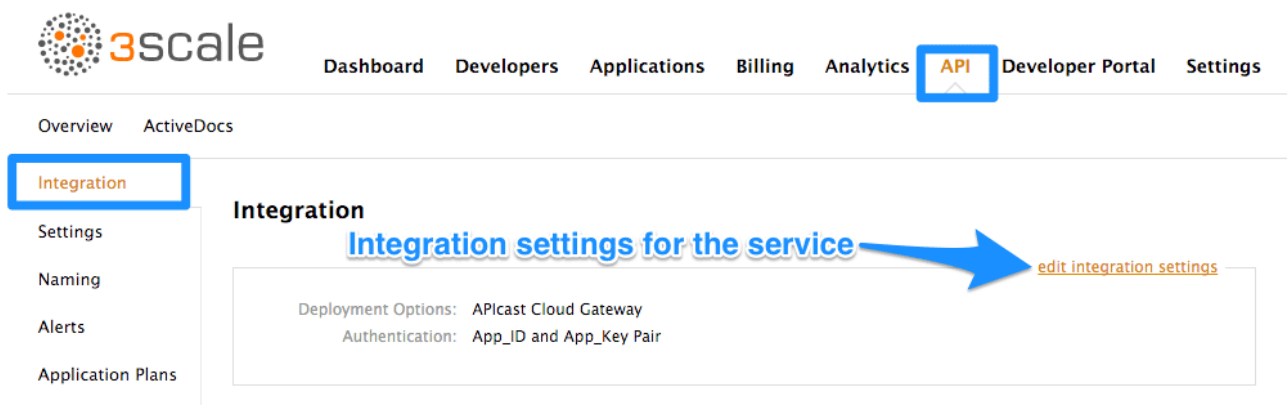 3scale
Dashboard Developers Applications Billing Analytics API Developer Portal Settings
Overview ActiveDocs
Integration
Settings
Naming
Alerts
Application Plans
Integration
Integration settings for the service
edit integration settings
Deployment Options: APIcast Cloud Gateway
Authentication: App_ID and App_Key Pair